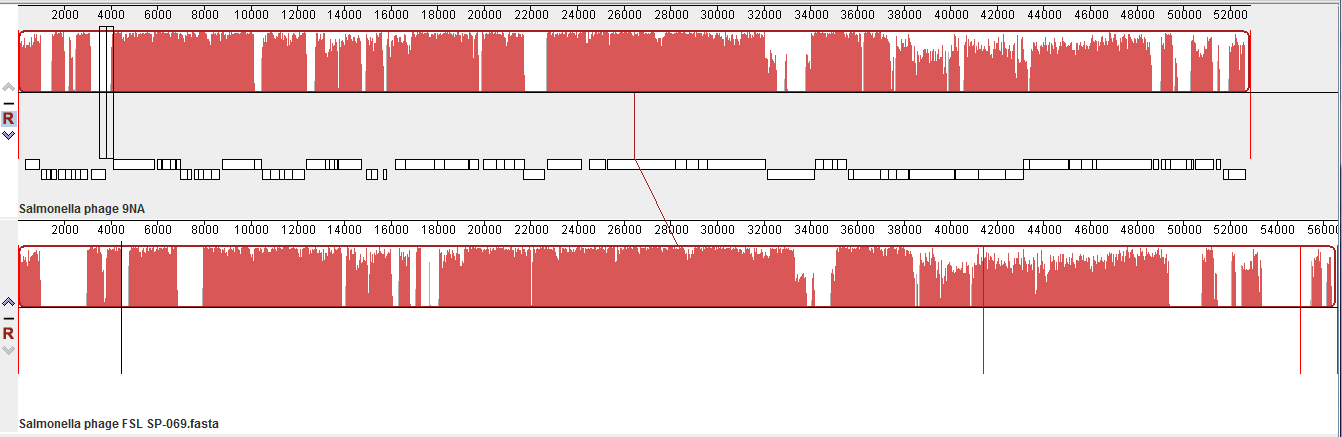 2000 4000 6000 8000 10000 12000 14000 16000 18000 20000 22000 24000 26000 28000 30000 32000 34000 36000 38000 40000 42000 44000 46000 48000 50000 52000
R
Salmonella phage 9NA
2000 4000 6000 8000 10000 12000 14000 16000 18000 20000 22000 24000 26000 28000 30000 32000 34000 36000 38000 40000 42000 44000 46000 48000 50000 52000 54000 5600
R
Salmonella phage FSL SP-069.fasta